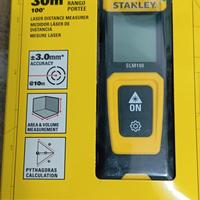 30m
100'
RANGO
PORTÉE
LASER DISTANCE MEASURER
MEDIDOR LÁSER DE
DISTANCIA
MESURE LASER
STANLEY
±3.0mm*
ACCURACY
@10m
SLM100
AREA & VOLUME
MEASUREMENT
ON
PYTHAGORAS
CALCULATION